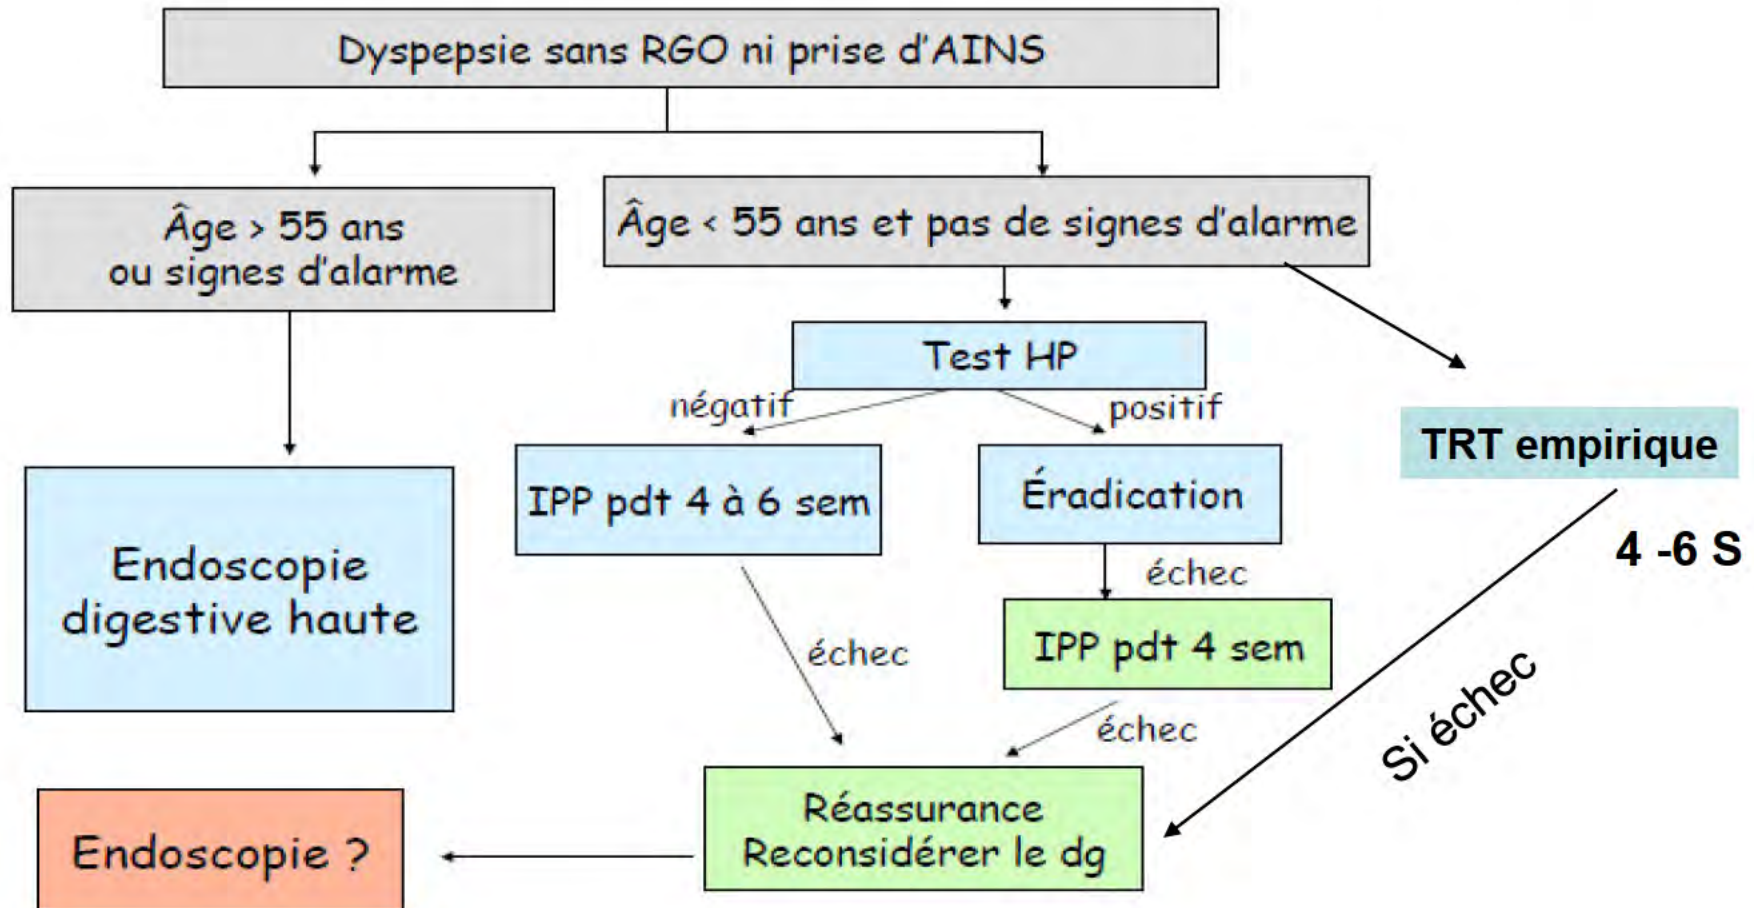 Dyspepsie sans RGO ni prise d'AINS
Âge > 55 ans
ou signes d'alarme
Âge < 55 ans et pas de signes d'alarme
Test HP
négatif
positif
TRT empirique
IPP pdt 4 à 6 sem
Éradication
4 -6 S
Endoscopie
digestive haute
échec
IPP pdt 4 sem
échec
échec
Si échec
Réassurance
Reconsidérer le dg
Endoscopie ?